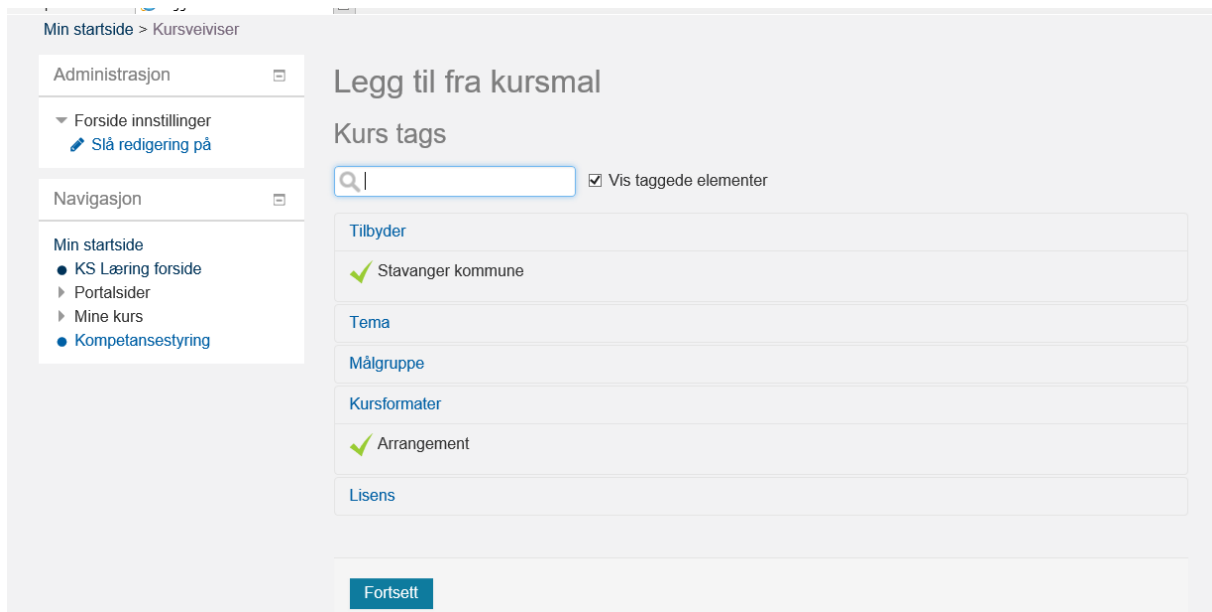 Min startside > Kursveiviser
Administrasjon
Forside innstillinger
Slå redigering på
Navigasjon
Min startside
KS Læring forside
Portalsider
Mine kurs
Kompetansestyring
Legg til fra kursmal
Kurs tags
Vis taggede elementer
Tilbyder
Stavanger kommune
Tema
Målgruppe
Kursformater
Arrangement
Lisens
Fortsett